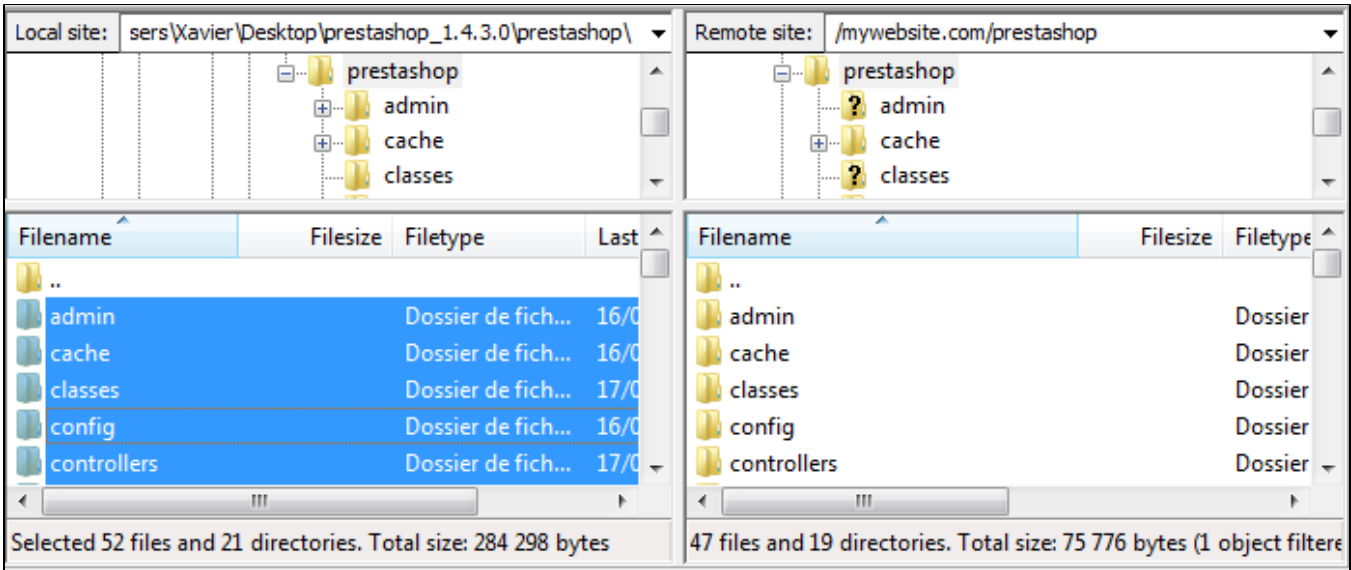 Local site: sers\Xavier\Desktop\prestashop_1.4.3.0\prestashop\
prestashop
admin
cache
classes
Filename Filesize Filetype Last
..
admin Dossier de fich... 16/0
cache Dossier de fich... 16/0
classes Dossier de fich... 17/0
config Dossier de fich... 16/0
controllers Dossier de fich... 17/0
Selected 52 files and 21 directories. Total size: 284 298 bytes
Remote site: /mywebsite.com/prestashop
prestashop
? admin
cache
? classes
Filename Filesize Filetype
..
admin Dossier
cache Dossier
classes Dossier
config Dossier
controllers Dossier
47 files and 19 directories. Total size: 75 776 bytes (1 object filtere